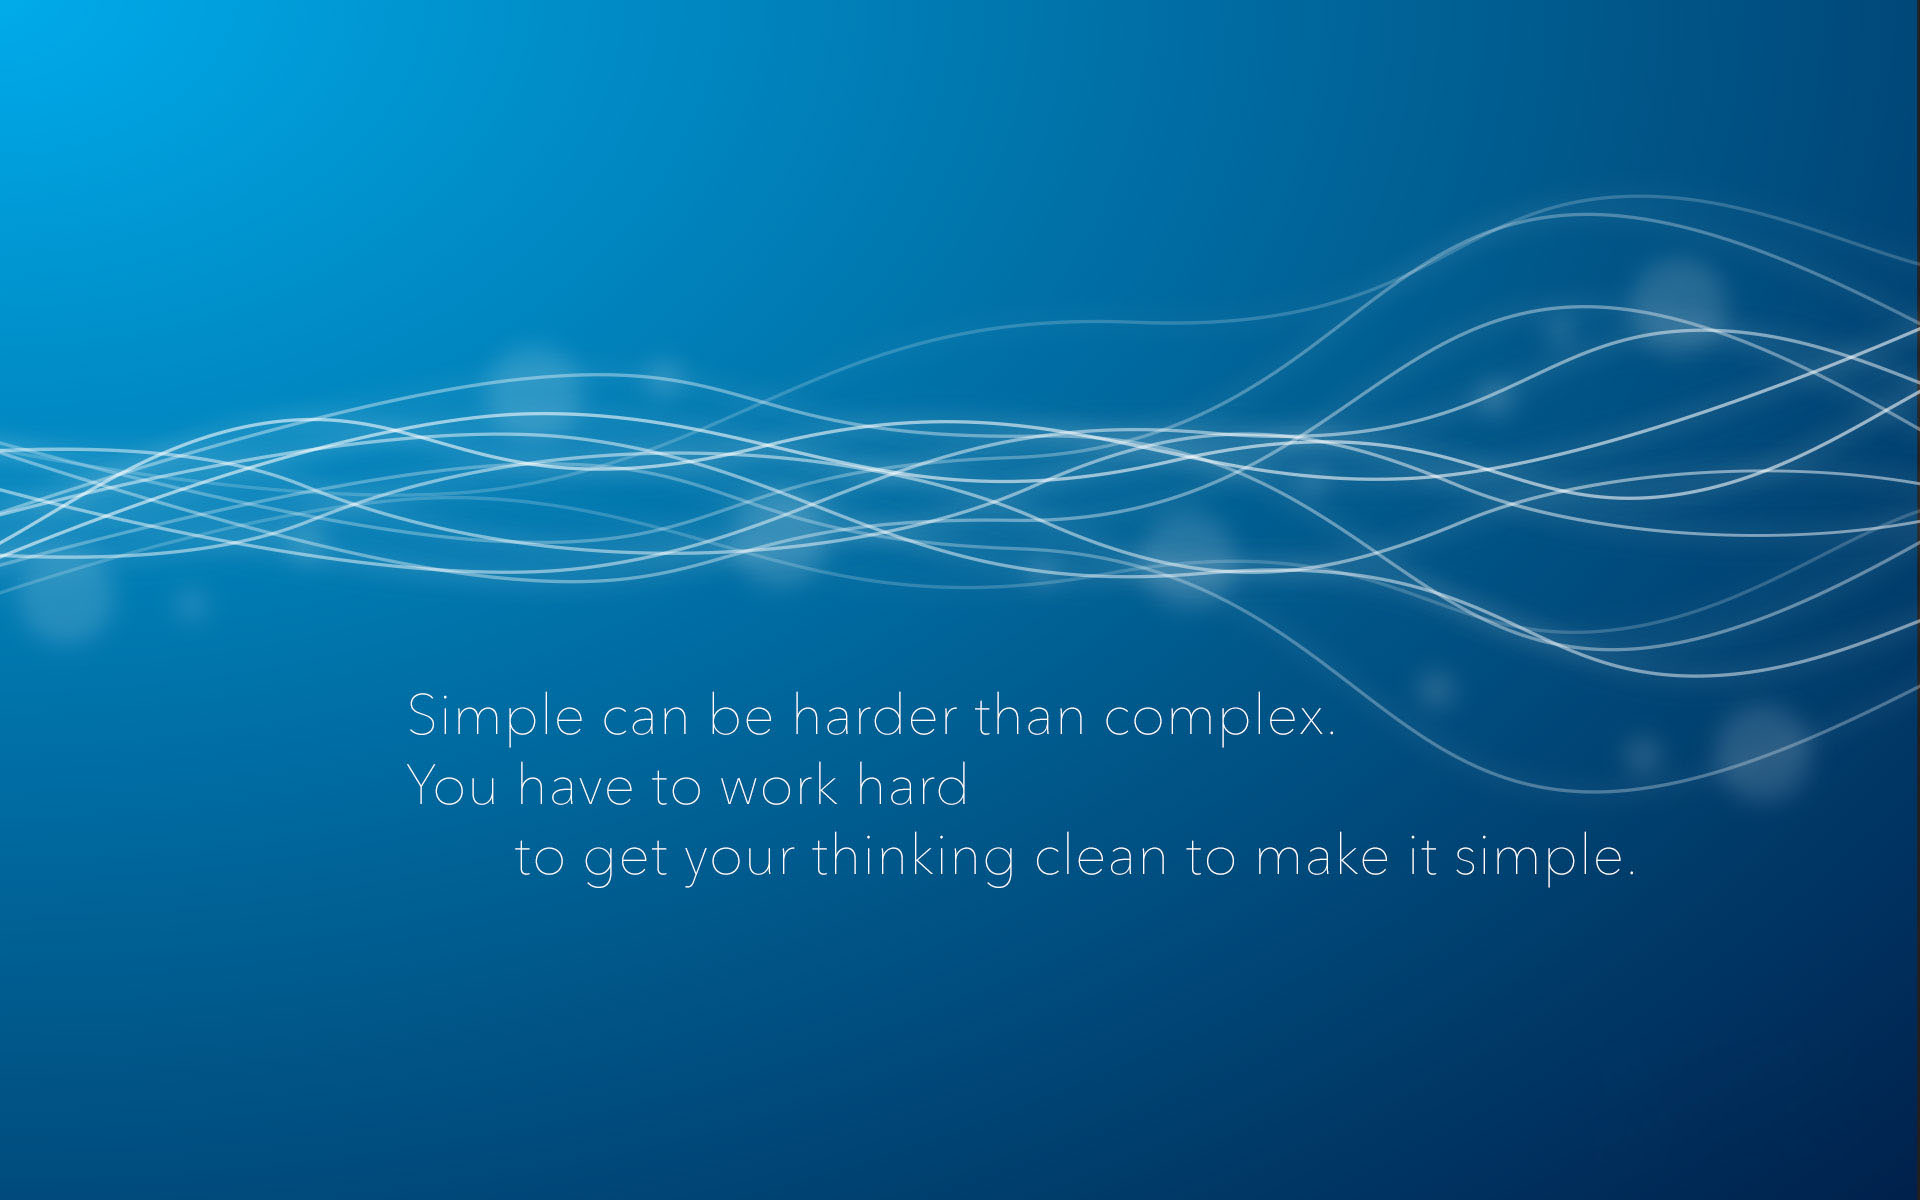 Simple can be harder than complex.
You have to work hard
to get your thinking clean to make it simple.